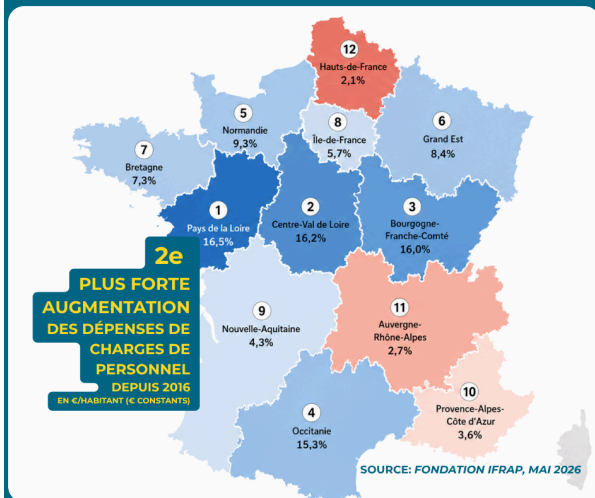 12
Hauts-de-France
2,1%
5
Normandie
9,3%
8
Île-de-France
5,7%
6
Grand Est
8,4%
7
Bretagne
7,3%
1
Pays de la Loire
16,5%
2
Centre-Val de Loire
16,2%
3
Bourgogne-
Franche-Comté
16,0%
2e
PLUS FORTE
AUGMENTATION
DES DÉPENSES DE
CHARGES DE
PERSONNEL
DEPUIS 2016
EN €/HABITANT (€ CONSTANTS)
9
Nouvelle-Aquitaine
4,3%
11
Auvergne-
Rhône-Alpes
2,7%
4
Occitanie
15,3%
10
Provence-Alpes-
Côte d'Azur
3,6%
SOURCE: FONDATION IFRAP, MAI 2026